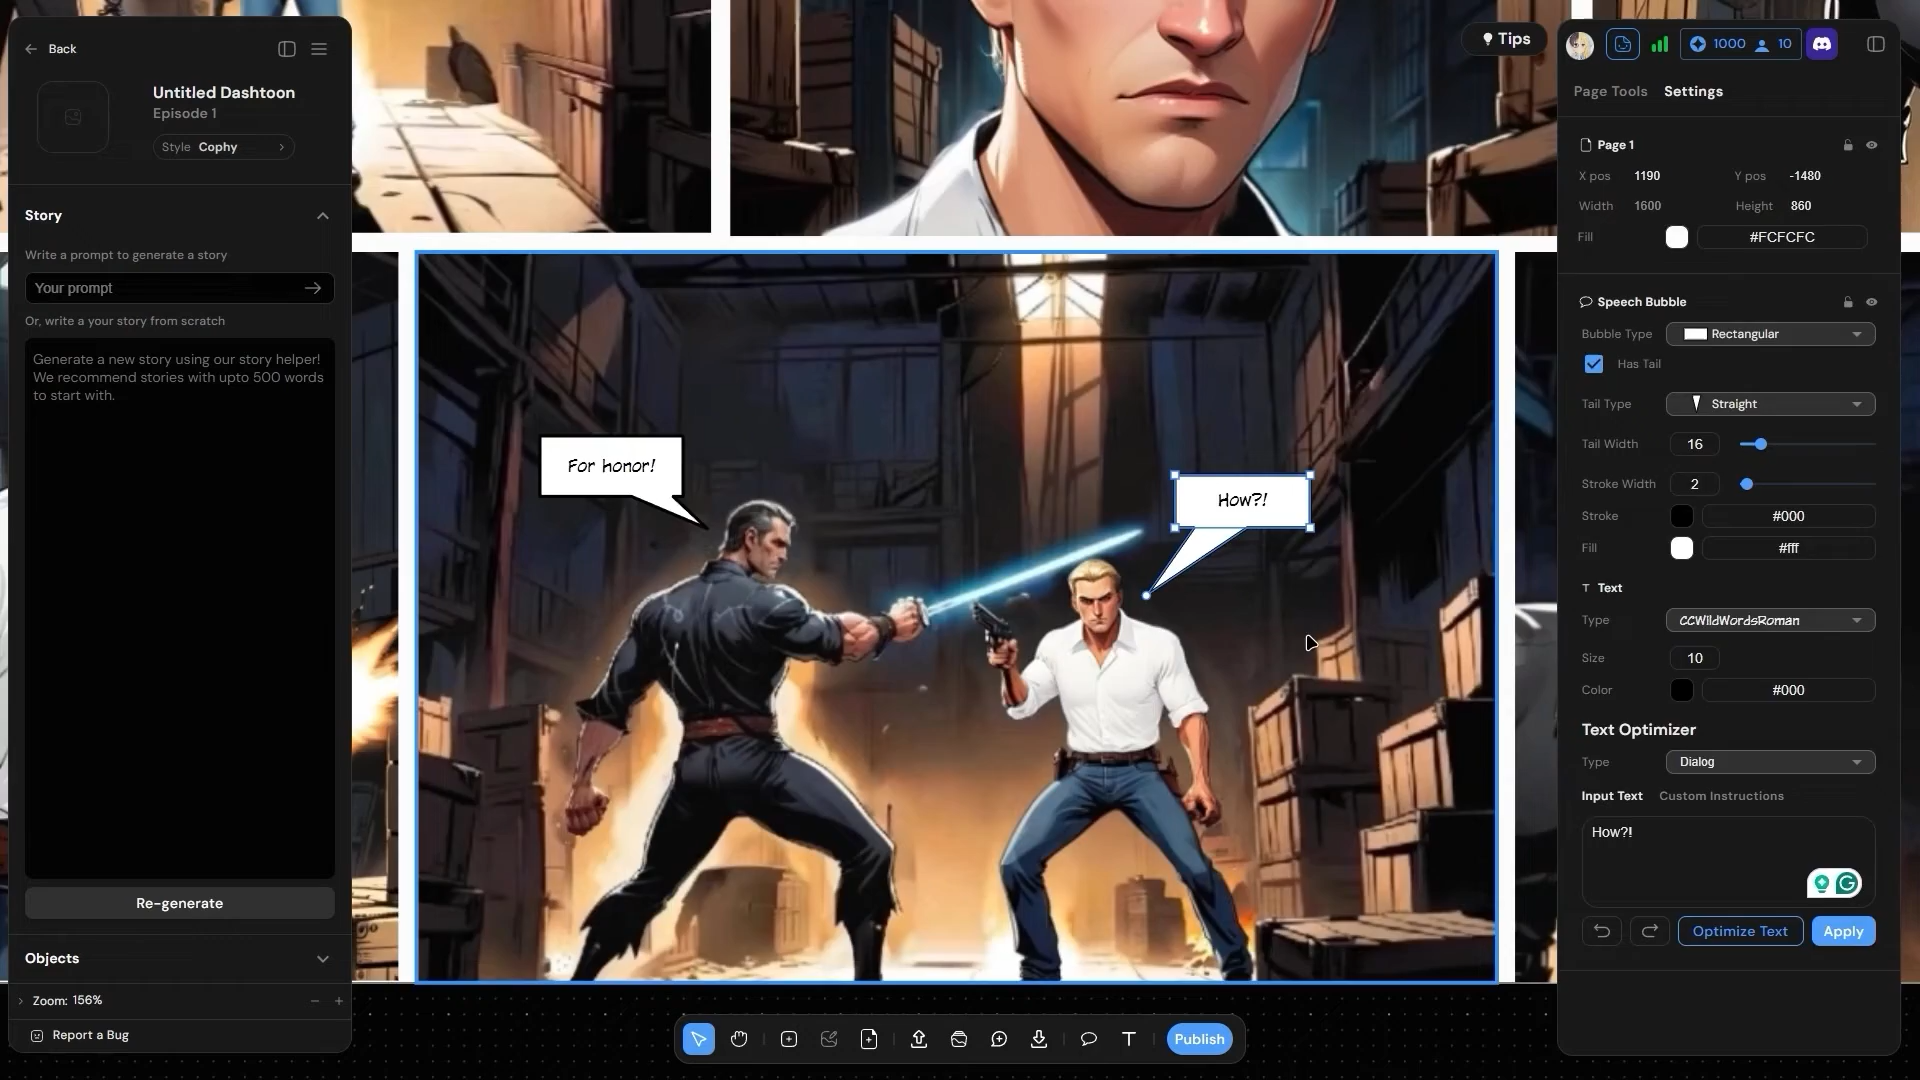 Back
Untitled Dashtoon
Episode 1
Style Cophy
Story
Write a prompt to generate a story
Your prompt
Or, write a your story from scratch
Generate a new story using our story helper!
We recommend stories with upto 500 words
to start with.
Re-generate
Objects
Zoom: 156%
Report a Bug
For honor!
How?!
Publish
Tips
1000 10
Page Tools Settings
Page 1
X pos 1190 Y pos -1480
Width 1600 Height 860
Fill #FCFCFC
Speech Bubble
Bubble Type Rectangular
Has Tail
Tail Type Straight
Tail Width 16
Stroke Width 2
Stroke #000
Fill #fff
T Text
Type CCWildWordsRoman
Size 10
Color #000
Text Optimizer
Type Dialog
Input Text Custom Instructions
How?!
Optimize Text Apply